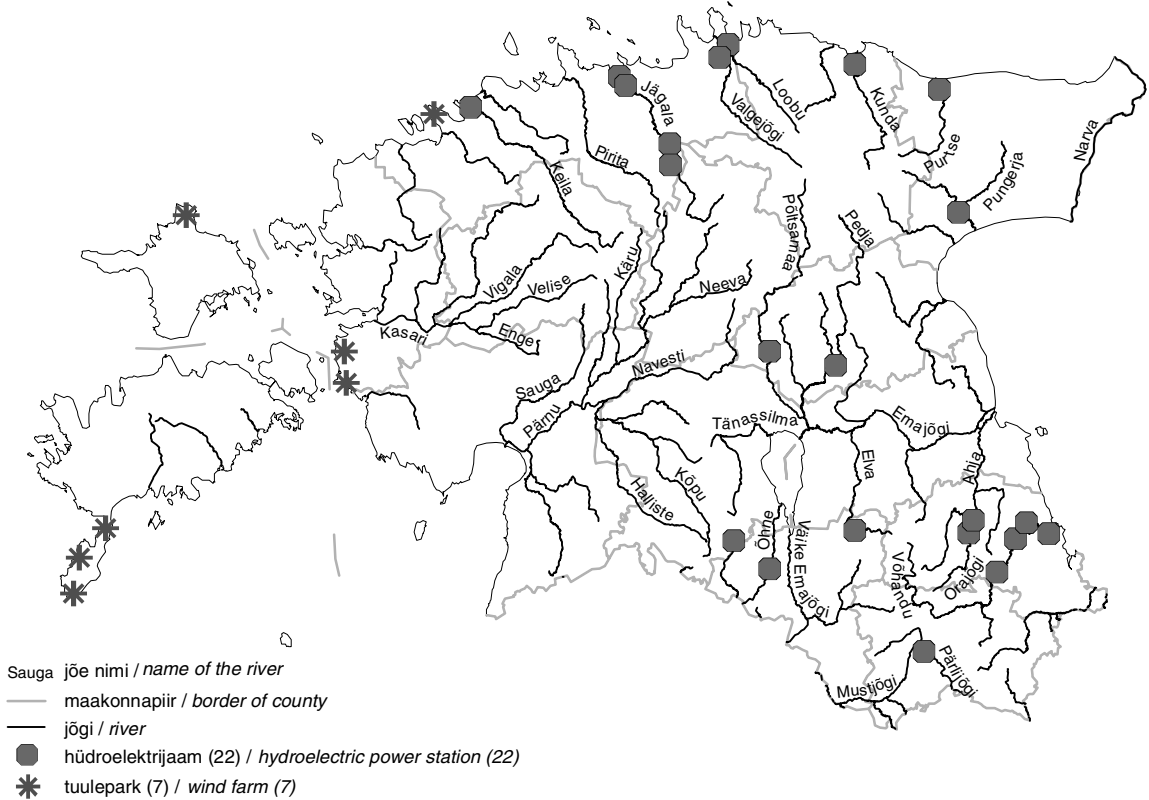 Jägala
Valgejõgi
Loobu
Kunda
Purtse
Pungerja
Narva
Pirita
Keila
Põltsamaa
Pedja
Vigala
Velise
Käru
Neeva
Kasari
Enge
Sauga
Pärnu
Navesti
Tänassilma
Emajõgi
Elva
Ahja
Kõpu
Halliste
Õhne
Väike Emajõgi
Võhandu
Orajõgi
Mustjõgi
Pärlijõgi
Sauga jõe nimi / name of the river
maakonnapiir / border of county
jõgi / river
hüdroelektrijaam (22) / hydroelectric power station (22)
tuulepark (7) / wind farm (7)